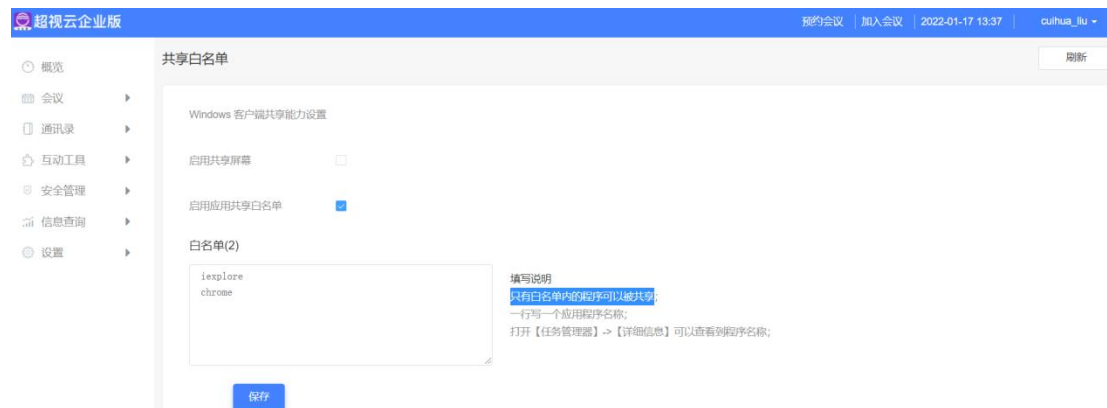 超视云企业版
预约会议 加入会议 2022-01-17 13:37 cuihua_liu
概览
会议
通讯录
互动工具
安全管理
信息查询
设置
共享白名单
刷新
Windows 客户端共享能力设置
启用共享屏幕
启用应用共享白名单
白名单(2)
iexplore
chrome
填写说明
只有白名单内的程序可以被共享;
一行写一个应用程序名称;
打开【任务管理器】->【详细信息】可以查看到程序名称;
保存